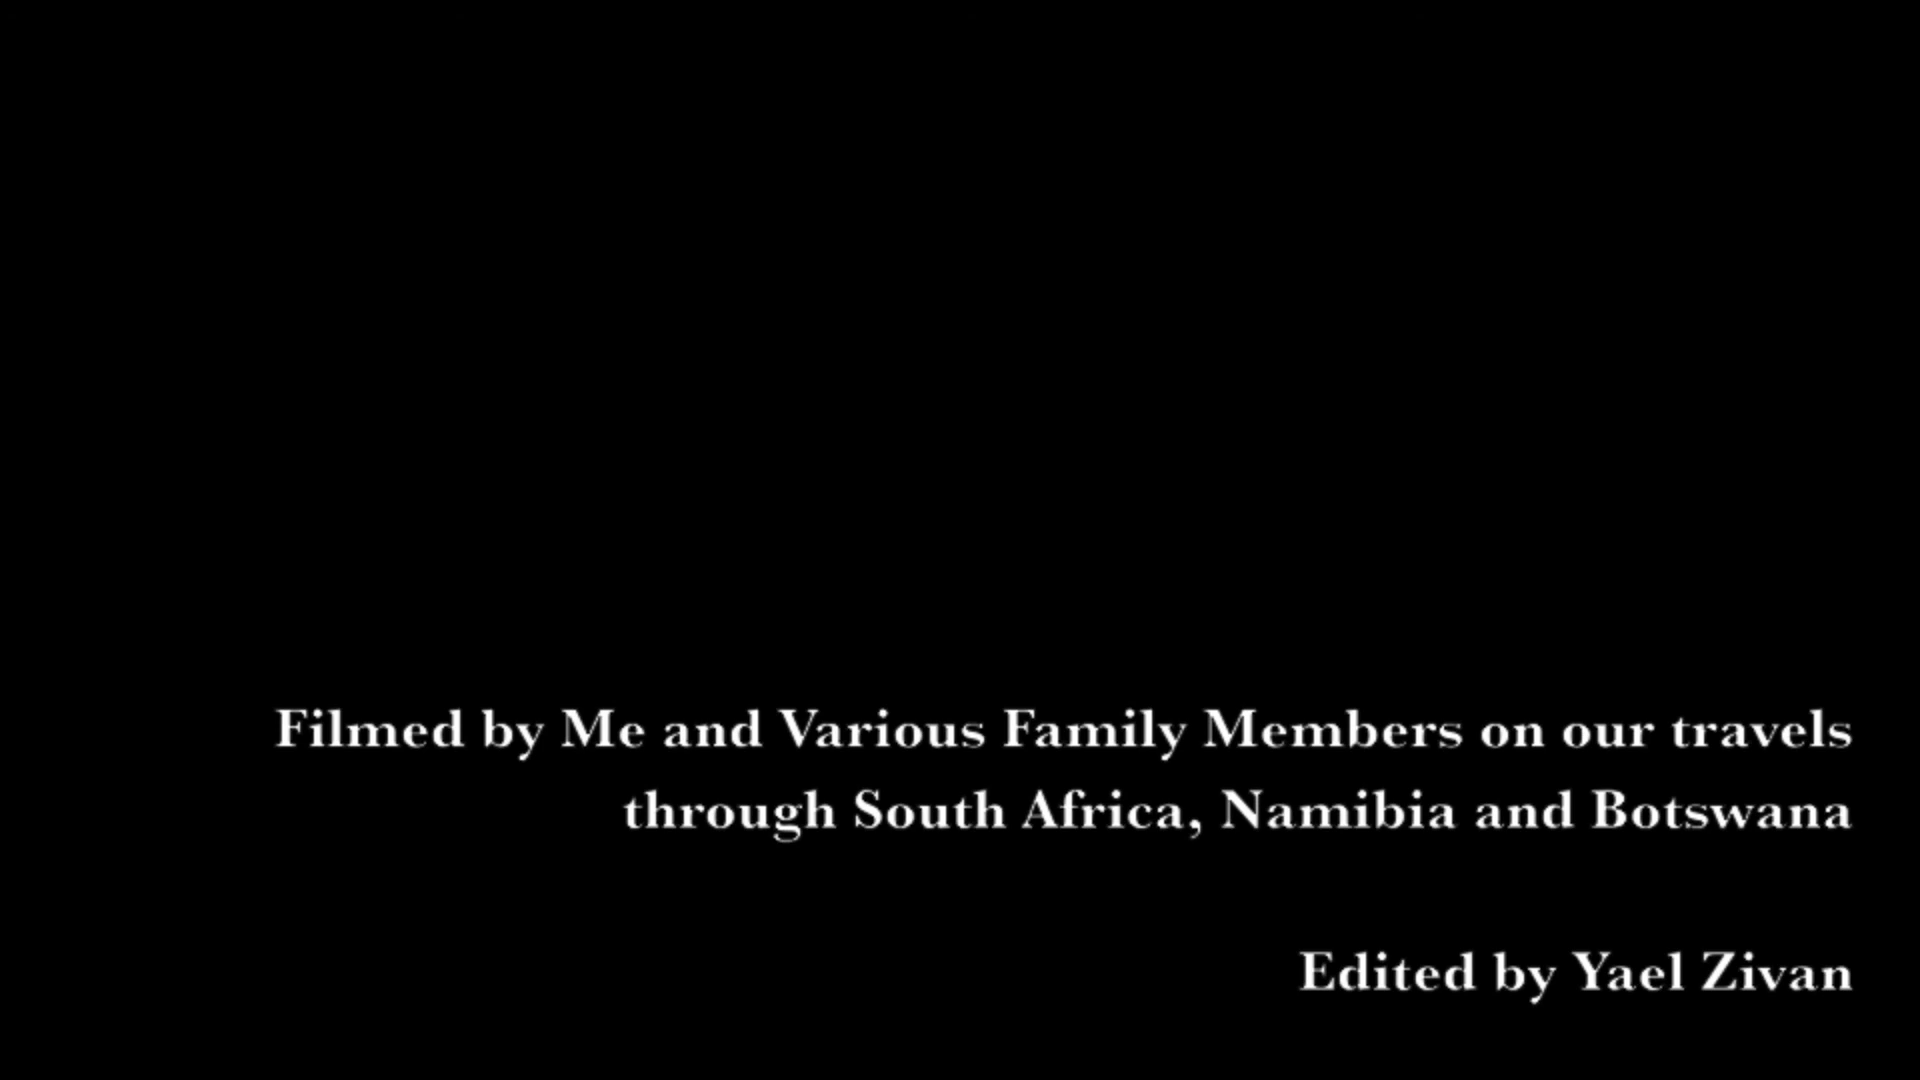 Filmed by Me and Various Family Members on our travels
through South Africa, Namibia and Botswana
Edited by Yael Zivan